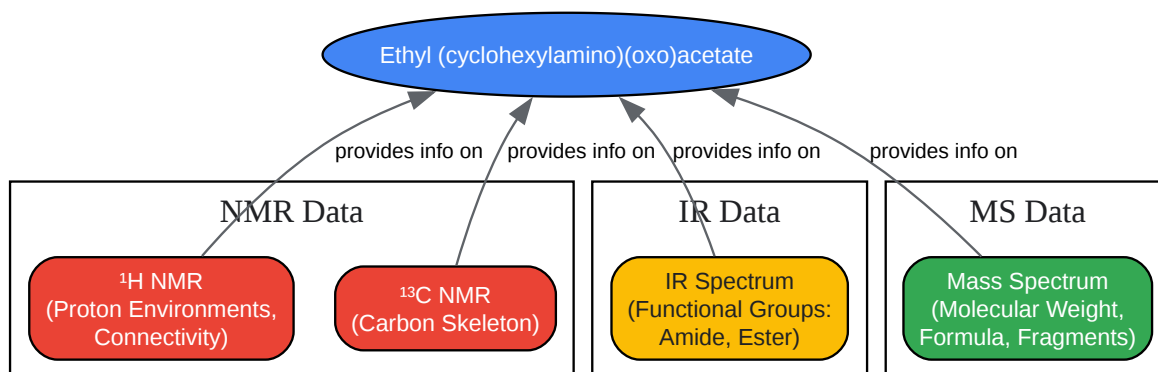 Ethyl (cyclohexylamino)(oxo)acetate
provides info on
provides info on
provides info on
provides info on
NMR Data
IR Data
MS Data
¹H NMR
(Proton Environments,
Connectivity)
¹³C NMR
(Carbon Skeleton)
IR Spectrum
(Functional Groups:
Amide, Ester)
Mass Spectrum
(Molecular Weight,
Formula, Fragments)